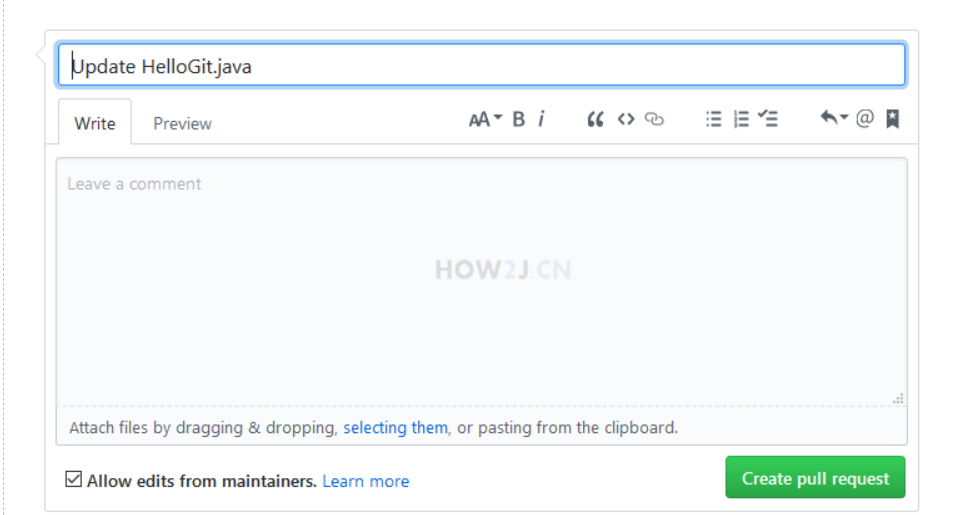 Update HelloGit.java
Write Preview AA B i
Leave a comment
HOW2J.CN
Attach files by dragging & dropping, selecting them, or pasting from the clipboard.
Allow edits from maintainers. Learn more
Create pull request